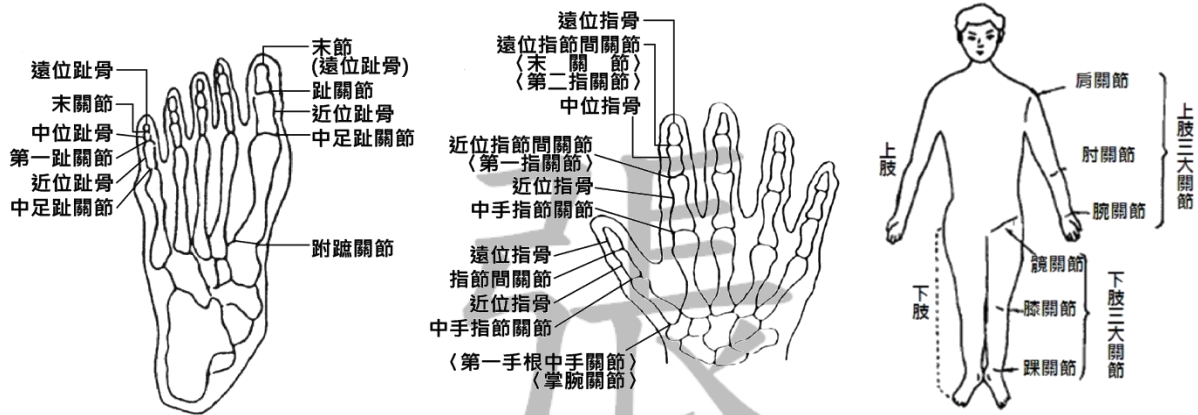 末節
(遠位趾骨)
趾關節
近位趾骨
中足趾關節
跗蹠關節
遠位趾骨
末關節
中位趾骨
第一趾關節
近位趾骨
中足趾關節
遠位指骨
遠位指節間關節
〈末關節〉
〈第二指關節〉
中位指骨
近位指節間關節
〈第一指關節〉
近位指骨
中手指節關節
遠位指骨
指節間關節
近位指骨
中手指節關節
〈第一手根中手關節〉
〈掌腕關節〉
上肢
肩關節
肘關節
腕關節
上肢三大關節
下肢
髖關節
膝關節
踝關節
下肢三大關節